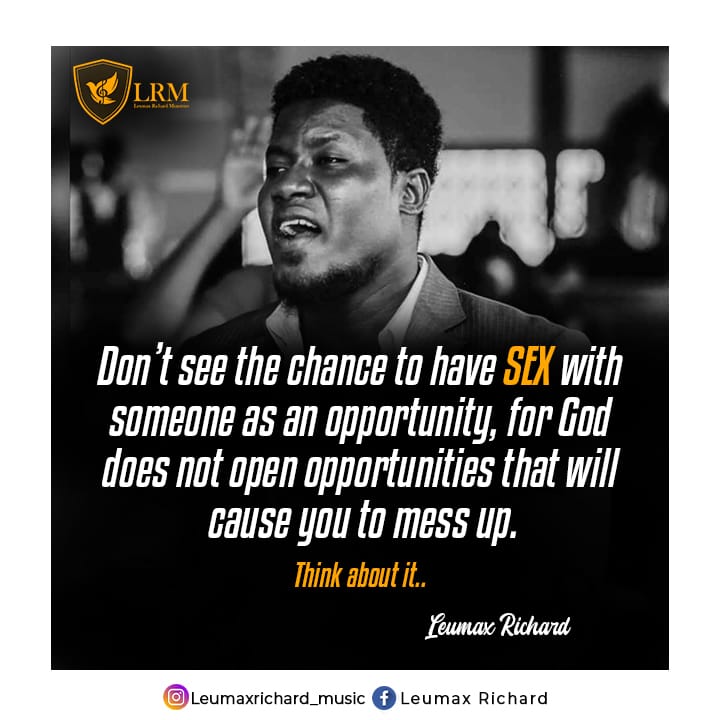 LRM
Leumax Richard Ministries
Don't see the chance to have SEX with
someone as an opportunity, for God
does not open opportunities that will
cause you to mess up.
Think about it..
Leumax Richard
Leumaxrichard_music Leumax Richard